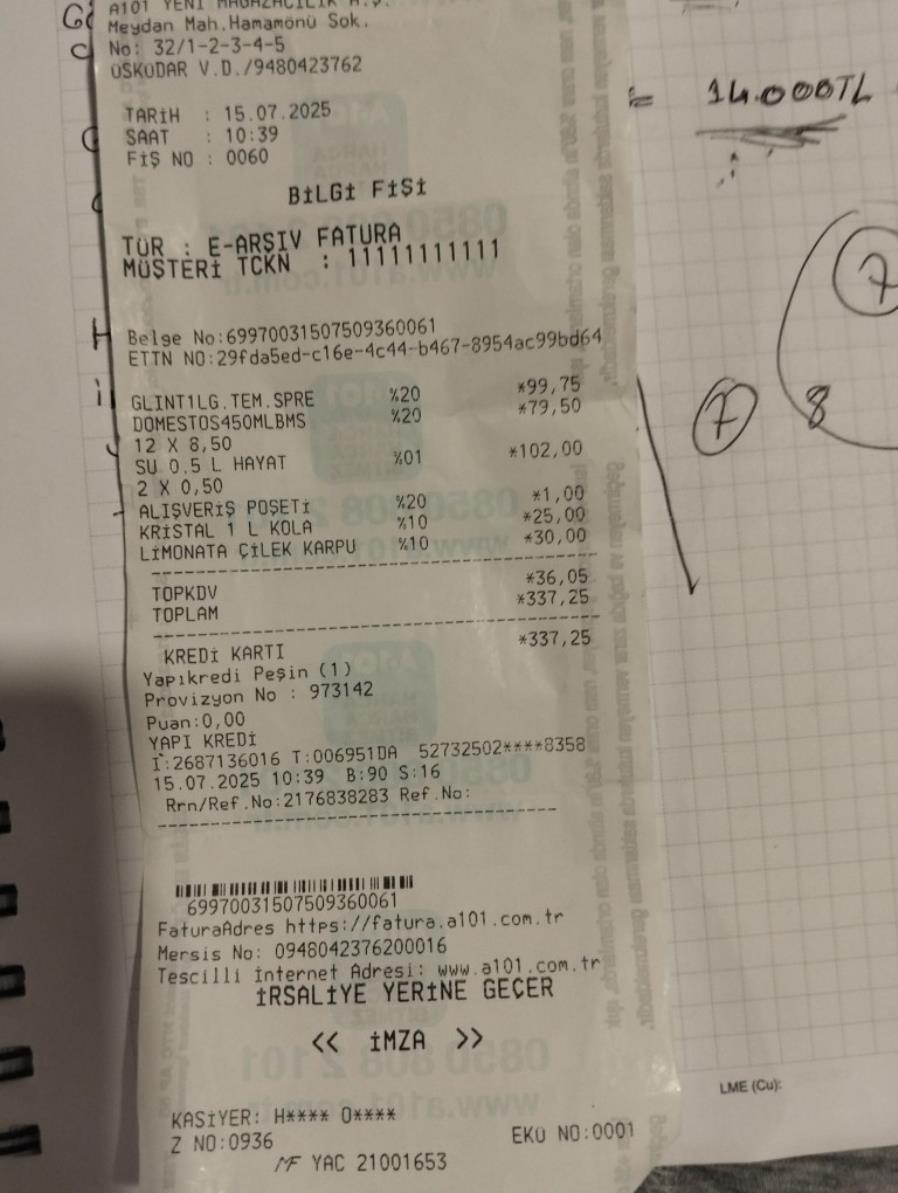 A101 YENİ MAĞAZACILIK A.Ş.
Meydan Mah.Hamamönü Sok.
No: 32/1-2-3-4-5
ÜSKÜDAR V.D./9480423762
TARİH : 15.07.2025
SAAT : 10:39
FİŞ NO : 0060
BİLGİ FİŞİ
TÜR : E-ARŞİV FATURA
MÜŞTERİ TCKN : 11111111111
Belge No:69970031507509360061
ETTN NO:29fda5ed-c16e-4c44-b467-8954ac99bd64
GLINT1LG.TEM.SPRE %20 *99,75
DOMESTOS450MLBMS %20 *79,50
12 X 8,50
SU 0.5 L HAYAT %01 *102,00
2 X 0,50
ALIŞVERİŞ POŞETİ %20 *1,00
KRİSTAL 1 L KOLA %10 *25,00
LİMONATA ÇİLEK KARPU %10 *30,00
TOPKDV *36,05
TOPLAM *337,25
KREDİ KARTI *337,25
Yapıkredi Peşin (1)
Provizyon No : 973142
Puan:0,00
YAPI KREDİ
İ:2687136016 T:006951DA 52732502****8358
15.07.2025 10:39 B:90 S:16
Rrn/Ref.No:2176838283 Ref.No:
69970031507509360061
FaturaAdres https://fatura.a101.com.tr
Mersis No: 0948042376200016
Tescilli İnternet Adresi: www.a101.com.tr
İRSALİYE YERİNE GEÇER
<< İMZA >>
KASİYER: H**** O****
Z NO:0936 EKÜ NO:0001
MF YAC 21001653
= 14.000TL
7
7 8
LME (Cu):